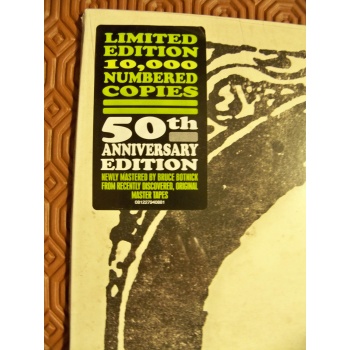 LIMITED
EDITION
10,000
NUMBERED
COPIES
50th
ANNIVERSARY
EDITION
NEWLY MASTERED BY BRUCE BOTNICK
FROM RECENTLY DISCOVERED, ORIGINAL
MASTER TAPES